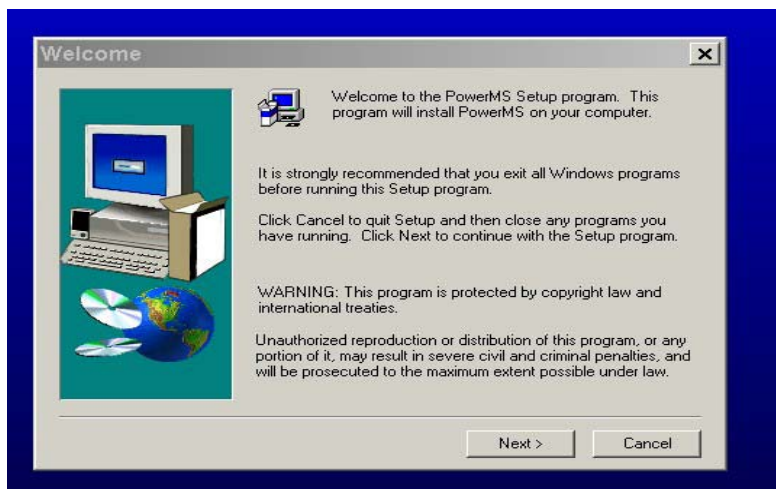 Welcome
Welcome to the PowerMS Setup program. This
program will install PowerMS on your computer.
It is strongly recommended that you exit all Windows programs
before running this Setup program.
Click Cancel to quit Setup and then close any programs you
have running. Click Next to continue with the Setup program.
WARNING: This program is protected by copyright law and
international treaties.
Unauthorized reproduction or distribution of this program, or any
portion of it, may result in severe civil and criminal penalties, and
will be prosecuted to the maximum extent possible under law.
Next > Cancel